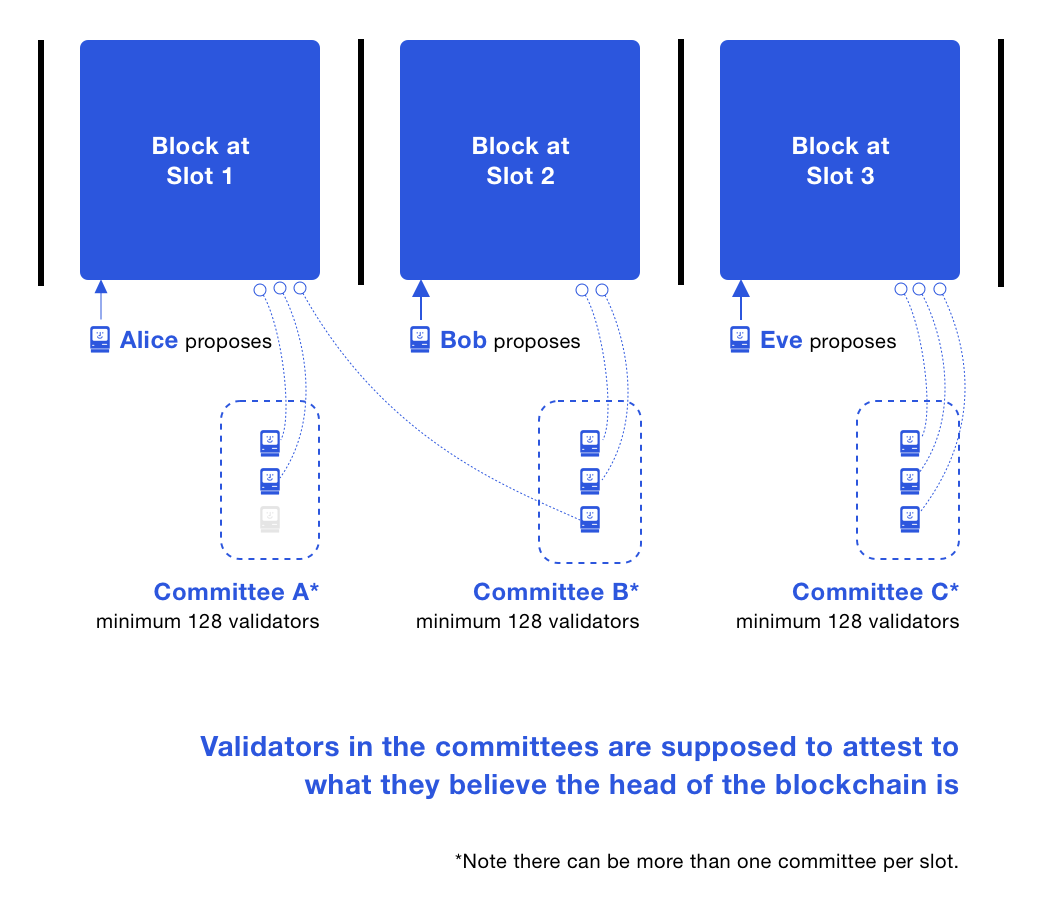 Block at
Slot 1
Block at
Slot 2
Block at
Slot 3
Alice proposes
Bob proposes
Eve proposes
Committee A*
minimum 128 validators
Committee B*
minimum 128 validators
Committee C*
minimum 128 validators
Validators in the committees are supposed to attest to
what they believe the head of the blockchain is
*Note there can be more than one committee per slot.